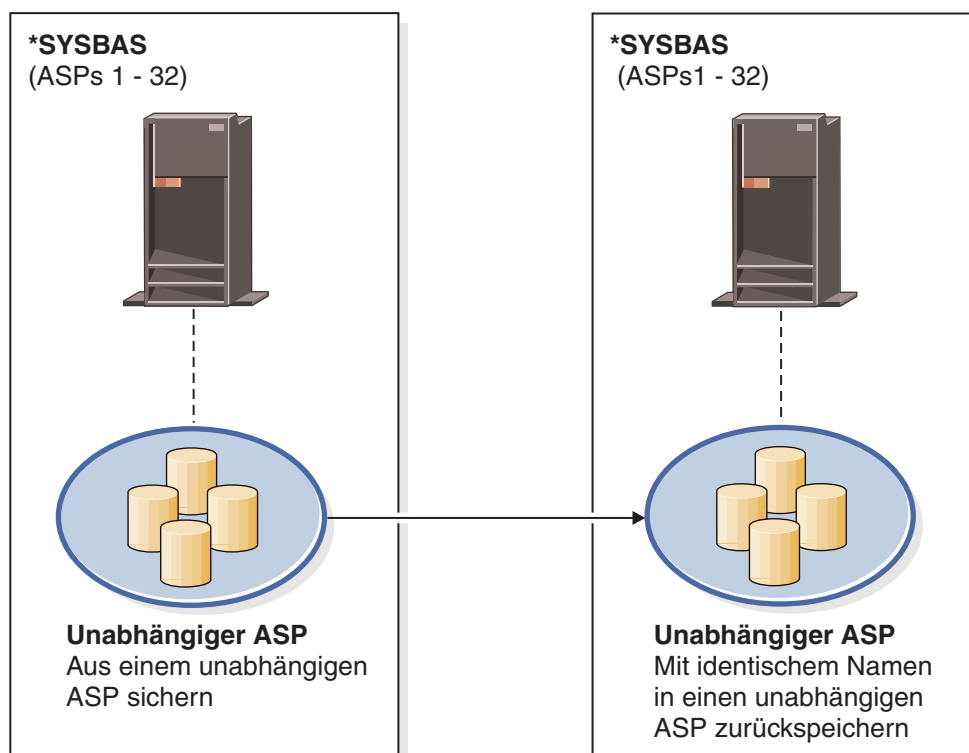 *SYSBAS
(ASPs 1 - 32)
Unabhängiger ASP
Aus einem unabhängigen
ASP sichern
*SYSBAS
(ASPs1 - 32)
Unabhängiger ASP
Mit identischem Namen
in einen unabhängigen
ASP zurückspeichern